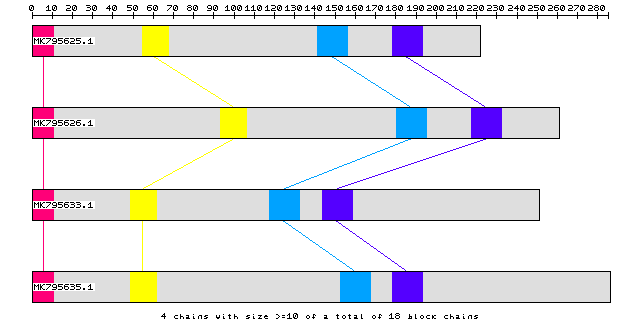 0 10 20 30 40 50 60 70 80 90 100 110 120 130 140 150 160 170 180 190 200 210 220 230 240 250 260 270 280
MK795625.1
MK795626.1
MK795633.1
MK795635.1
4 chains with size >=10 of a total of 18 block chains